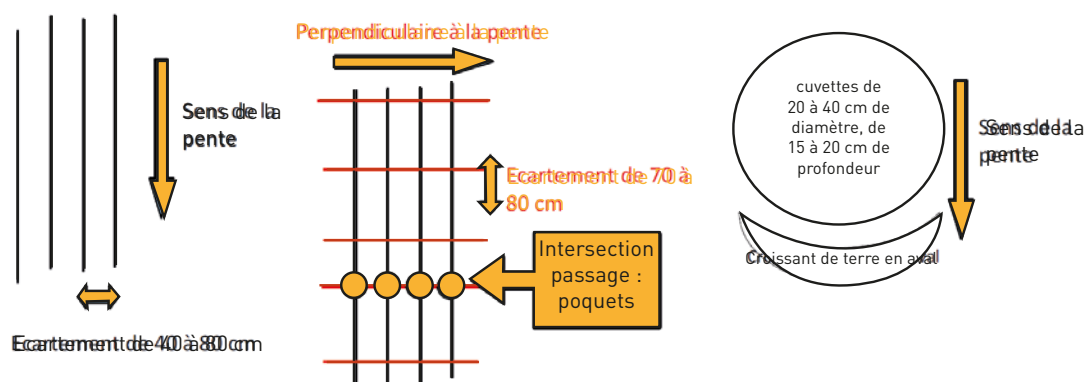 Sens de la
pente
Ecartement de 40 à 80 cm
Perpendiculaire à la pente
Ecartement de 70 à
80 cm
Intersection
passage :
poquets
cuvettes de
20 à 40 cm de
diamètre, de
15 à 20 cm de
profondeur
Sens de la
pente
Croissant de terre en aval